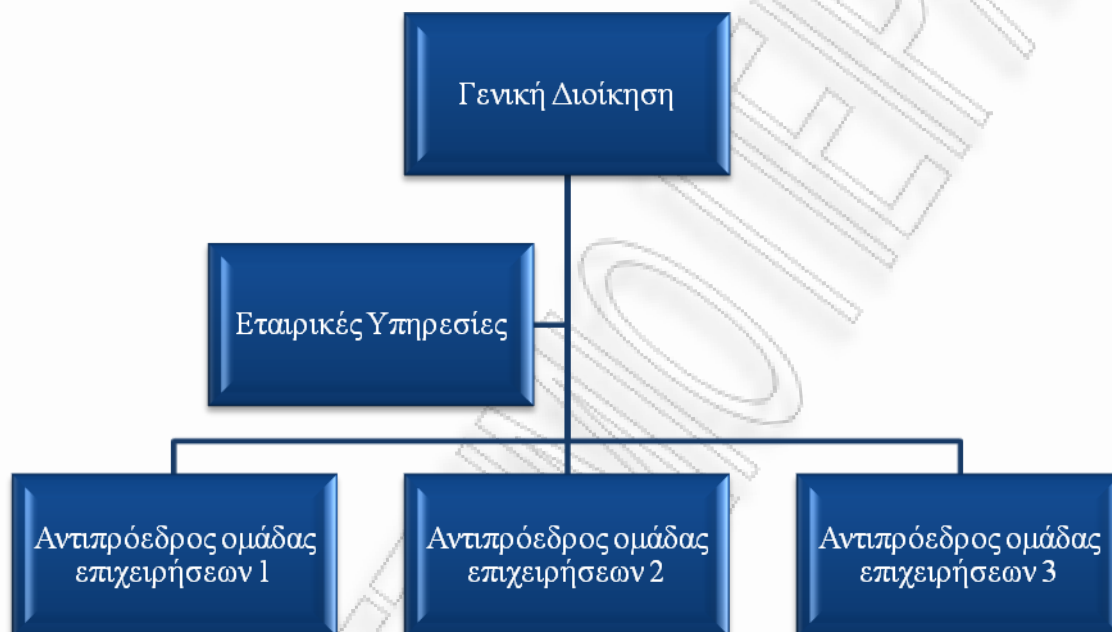 Γενική Διοίκηση
Εταιρικές Υπηρεσίες
Αντιπρόεδρος ομάδας
επιχειρήσεων 1
Αντιπρόεδρος ομάδας
επιχειρήσεων 2
Αντιπρόεδρος ομάδας
επιχειρήσεων 3